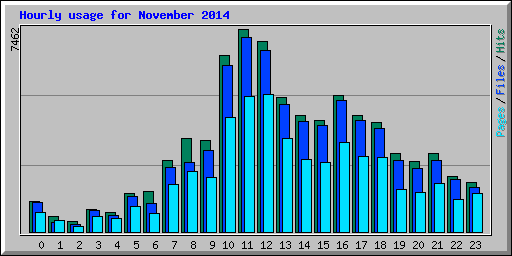 Hourly usage for November 2014
7462
Pages/Files/Hits
0 1 2 3 4 5 6 7 8 9 10 11 12 13 14 15 16 17 18 19 20 21 22 23